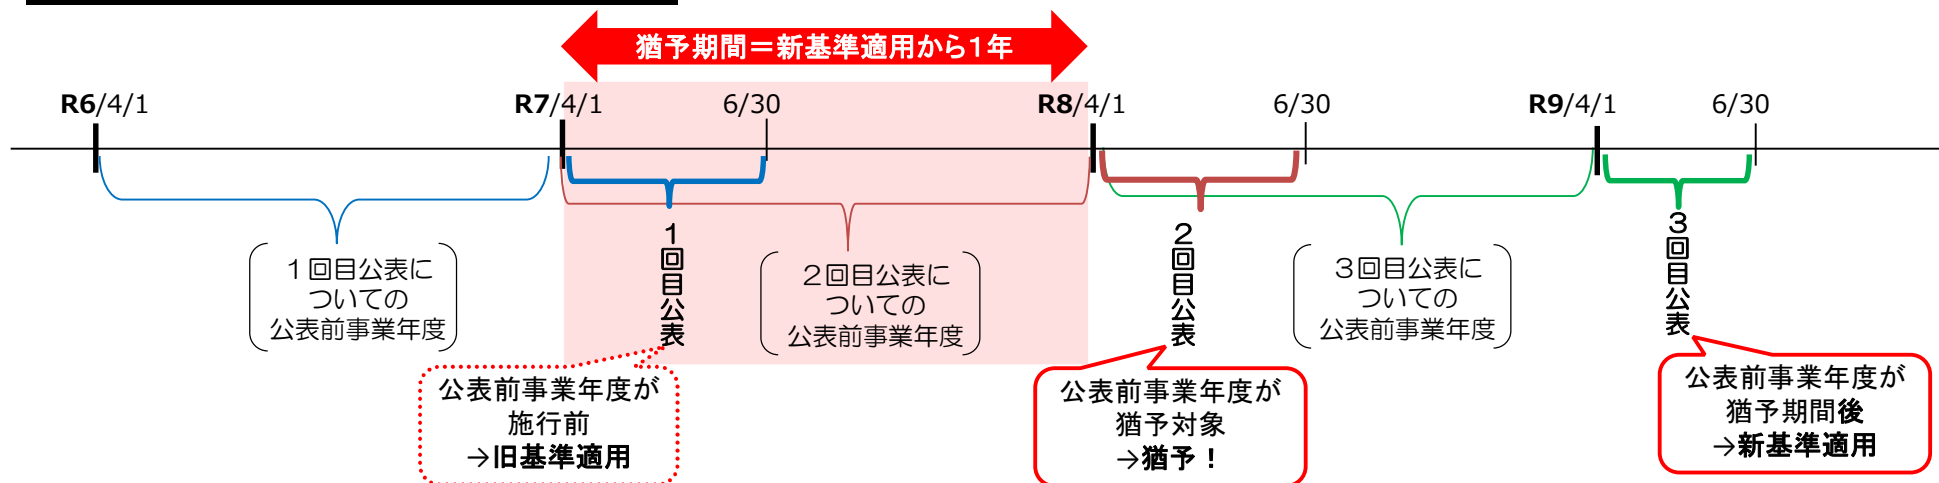 猶予期間＝新基準適用から１年
R6/4/1
R7/4/1
6/30
R8/4/1
6/30
R9/4/1
6/30
１回目公表に
ついての
公表前事業年度
１回目公表
２回目公表に
ついての
公表前事業年度
２回目公表
３回目公表に
ついての
公表前事業年度
３回目公表
公表前事業年度が
施行前
→旧基準適用
公表前事業年度が
猶予対象
→猶予！
公表前事業年度が
猶予期間後
→新基準適用